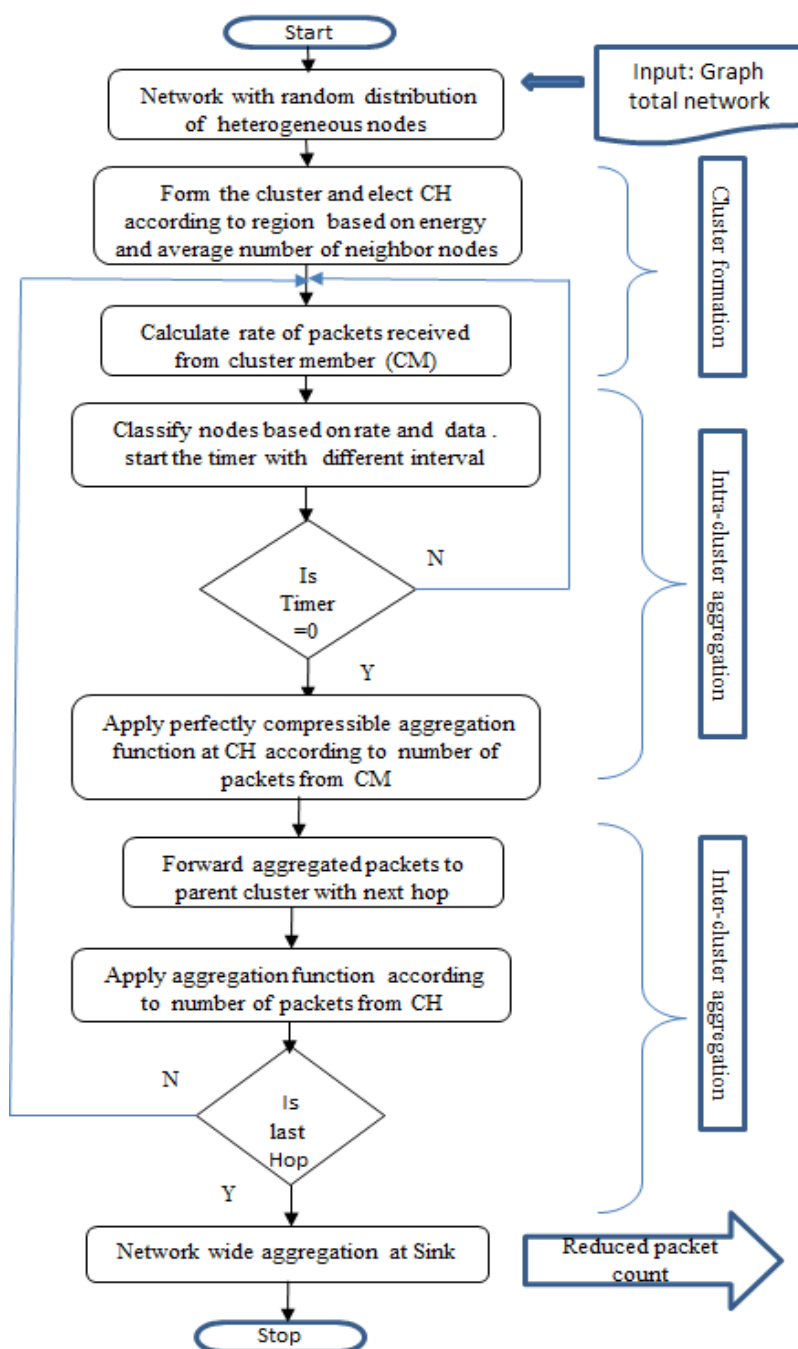 Start
Input: Graph
total network
Network with random distribution
of heterogeneous nodes
Form the cluster and elect CH
according to region based on energy
and average number of neighbor nodes
Cluster formation
Calculate rate of packets received
from cluster member (CM)
Classify nodes based on rate and data .
start the timer with different interval
Intra-cluster aggregation
N
Is
Timer
=0
Y
Apply perfectly compressible aggregation
function at CH according to number of
packets from CM
Forward aggregated packets to
parent cluster with next hop
Inter-cluster aggregation
Apply aggregation function according
to number of packets from CH
N
Is
last
Hop
Y
Network wide aggregation at Sink
Reduced packet
count
Stop